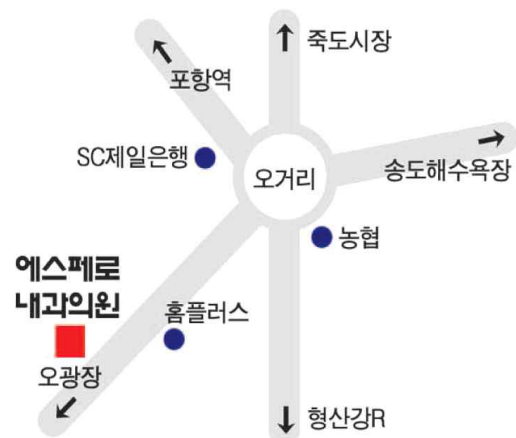 죽도시장
포항역
SC제일은행
오거리
송도해수욕장
농협
에스페로
내과의원
홈플러스
오광장
형산강R